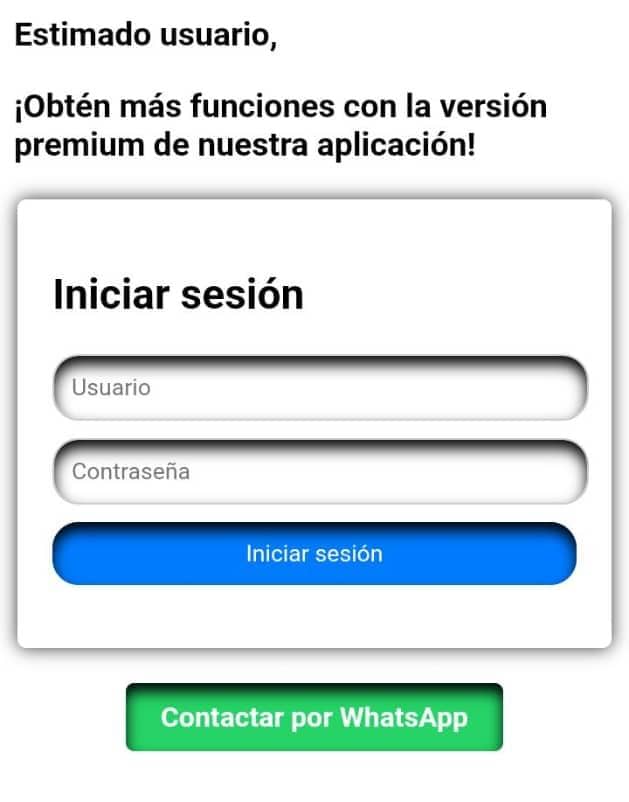 Estimado usuario,
¡Obtén más funciones con la versión
premium de nuestra aplicación!
Iniciar sesión
Usuario
Contraseña
Iniciar sesión
Contactar por WhatsApp